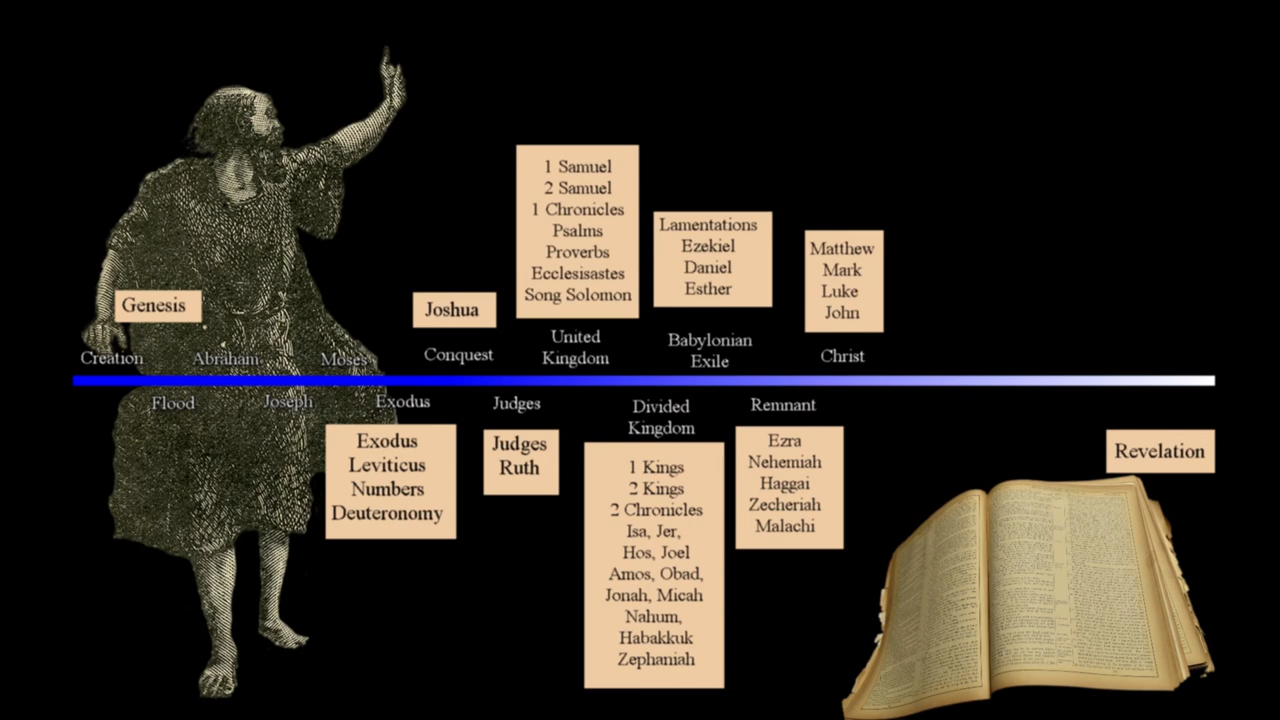 1 Samuel
2 Samuel
1 Chronicles
Psalms
Proverbs
Ecclesisastes
Song Solomon
Lamentations
Ezekiel
Daniel
Esther
Matthew
Mark
Luke
John
Genesis
Joshua
Creation
Abraham
Moses
Conquest
United
Kingdom
Babylonian
Exile
Christ
Flood
Joseph
Exodus
Judges
Divided
Kingdom
Remnant
Exodus
Leviticus
Numbers
Deuteronomy
Judges
Ruth
1 Kings
2 Kings
2 Chronicles
Isa, Jer,
Hos, Joel
Amos, Obad,
Jonah, Micah
Nahum,
Habakkuk
Zephaniah
Ezra
Nehemiah
Haggai
Zecheriah
Malachi
Revelation